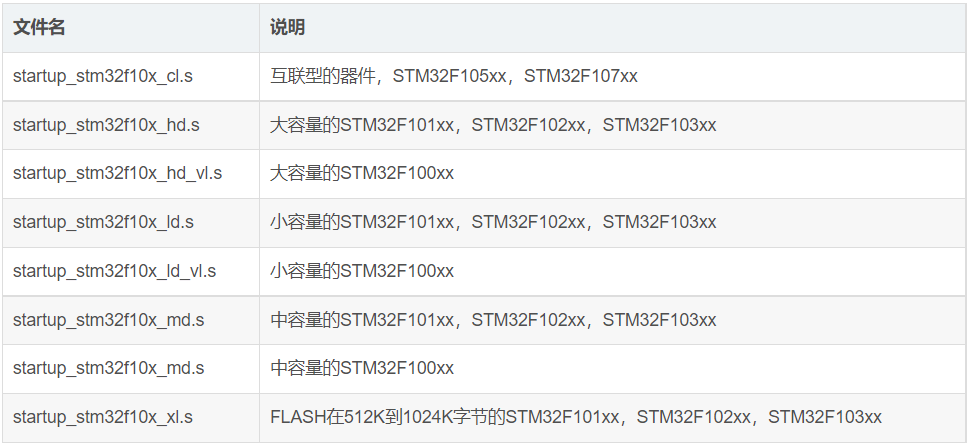 文件名 说明
startup_stm32f10x_cl.s 互联型的器件，STM32F105xx，STM32F107xx
startup_stm32f10x_hd.s 大容量的STM32F101xx，STM32F102xx，STM32F103xx
startup_stm32f10x_hd_vl.s 大容量的STM32F100xx
startup_stm32f10x_ld.s 小容量的STM32F101xx，STM32F102xx，STM32F103xx
startup_stm32f10x_ld_vl.s 小容量的STM32F100xx
startup_stm32f10x_md.s 中容量的STM32F101xx，STM32F102xx，STM32F103xx
startup_stm32f10x_md.s 中容量的STM32F100xx
startup_stm32f10x_xl.s FLASH在512K到1024K字节的STM32F101xx，STM32F102xx，STM32F103xx